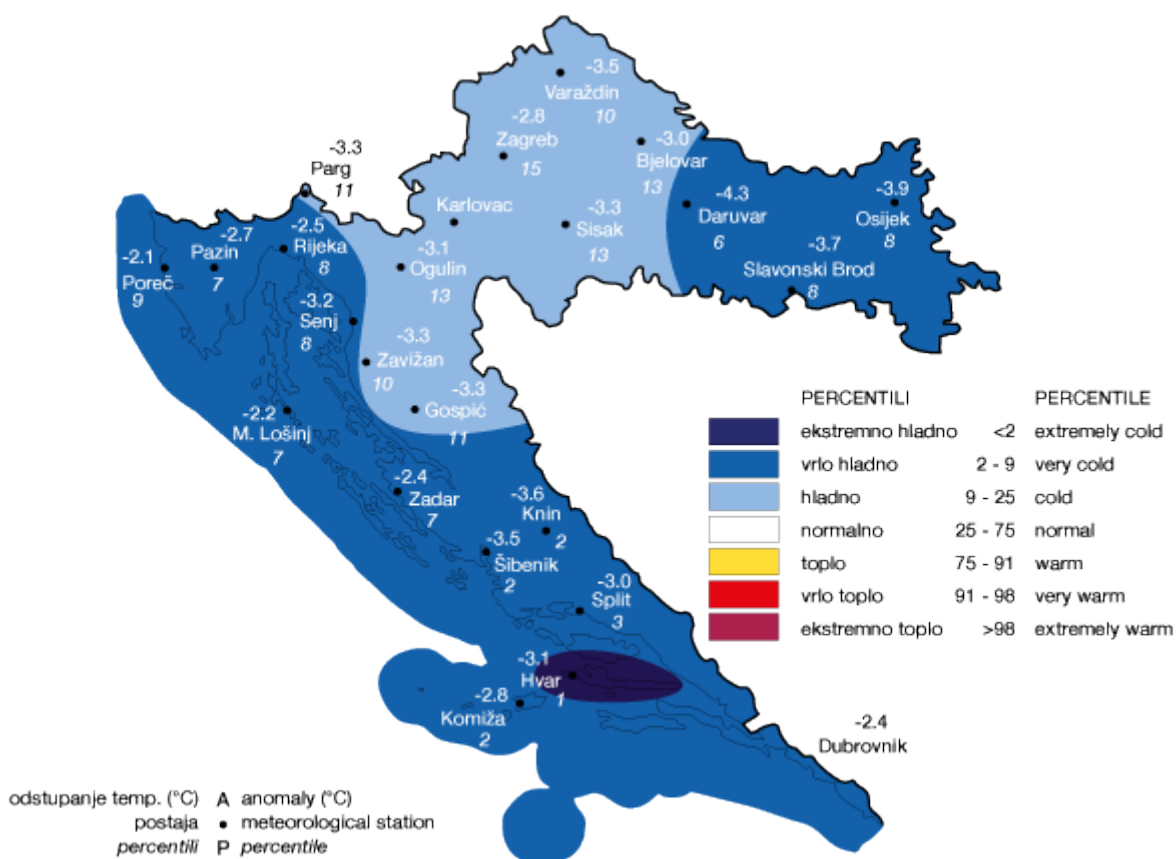 -3.5
Varaždin
10
-2.8
Zagreb
15
-3.0
Bjelovar
13
-3.3
Parg
11
Karlovac
-3.3
Sisak
13
-4.3
Daruvar
6
-3.9
Osijek
8
-3.7
Slavonski Brod
8
-2.1
Poreč
9
-2.7
Pazin
7
-2.5
Rijeka
8
-3.1
Ogulin
13
-3.2
Senj
8
-3.3
Zavižan
10
-3.3
Gospić
11
-2.2
M. Lošinj
7
-2.4
Zadar
7
-3.6
Knin
2
-3.5
Šibenik
2
-3.0
Split
3
-3.1
Hvar
1
-2.8
Komiža
2
-2.4
Dubrovnik
PERCENTILI PERCENTILE
ekstremno hladno <2 extremely cold
vrlo hladno 2 - 9 very cold
hladno 9 - 25 cold
normalno 25 - 75 normal
toplo 75 - 91 warm
vrlo toplo 91 - 98 very warm
ekstremno toplo >98 extremely warm
odstupanje temp. (°C) A anomaly (°C)
postaja • meteorological station
percentili P percentile